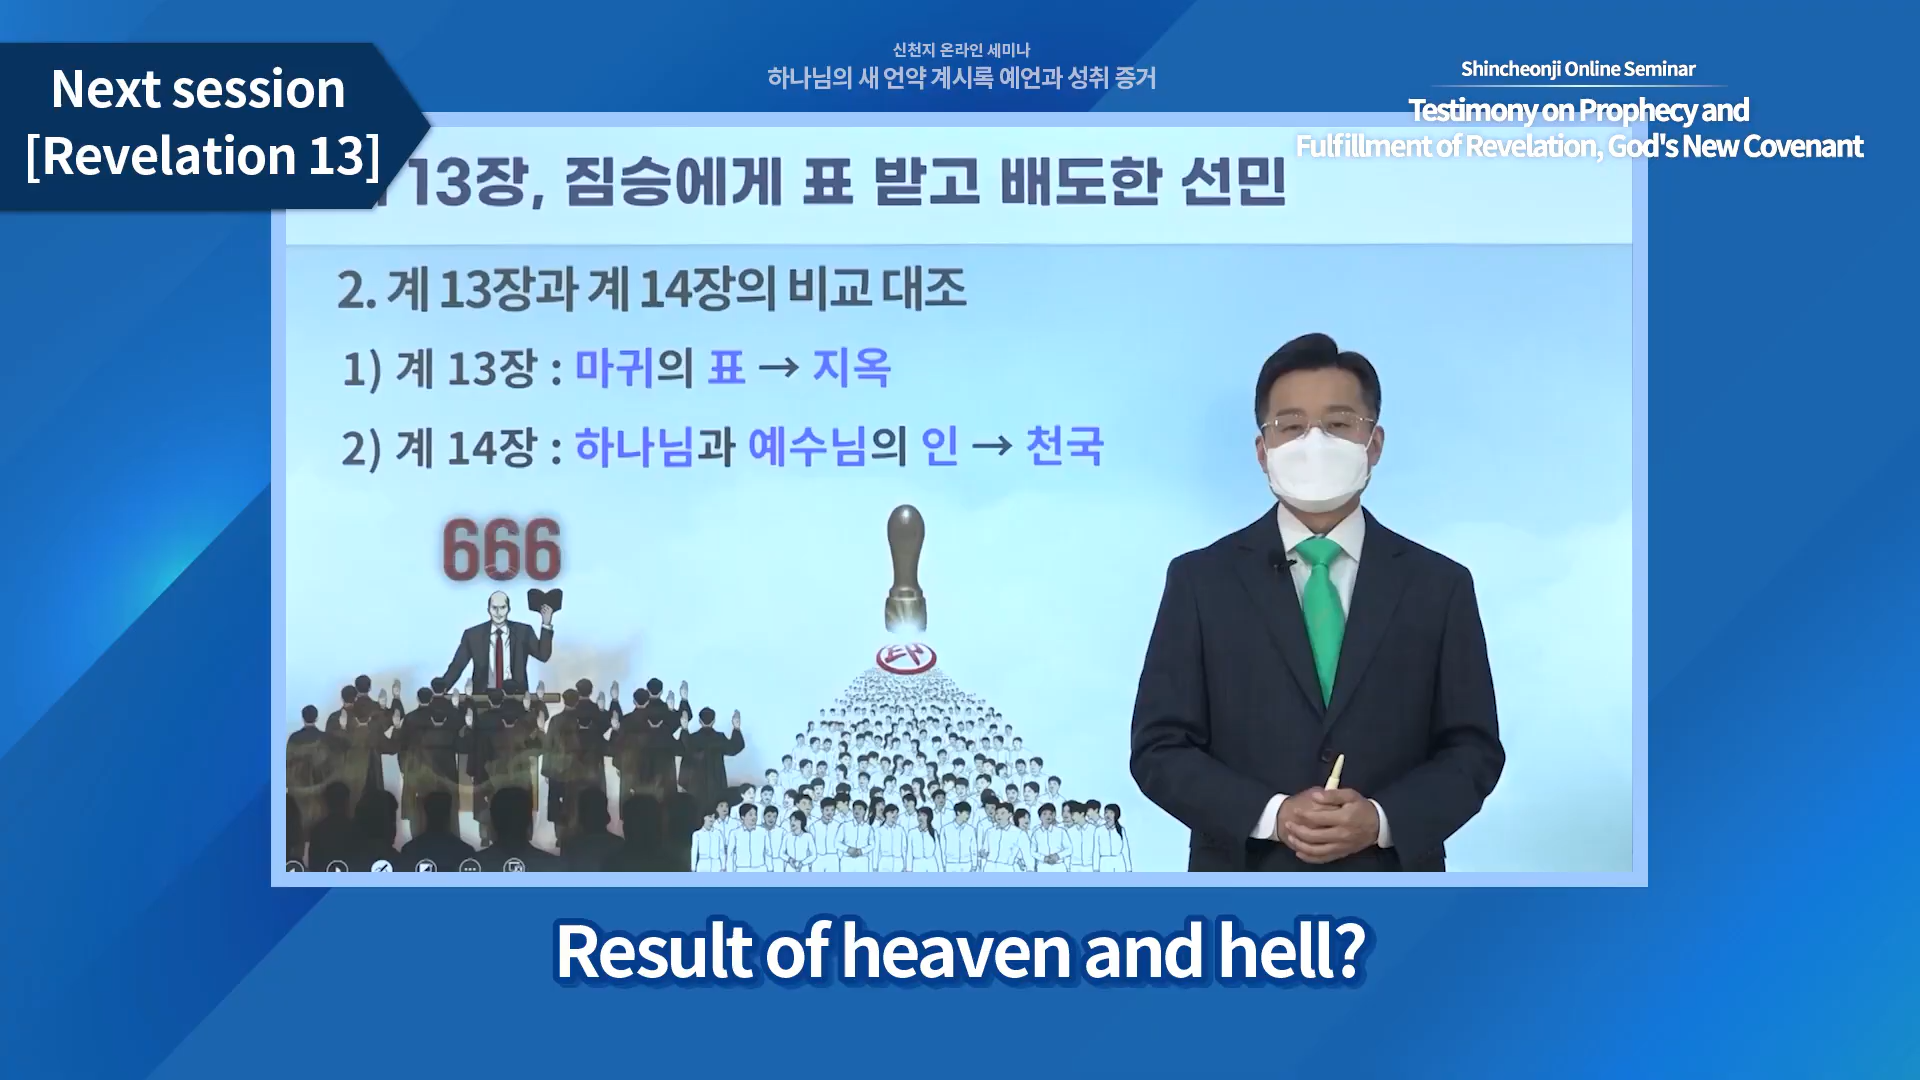 Next session
[Revelation 13]
신천지 온라인 세미나
하나님의 새 언약 계시록 예언과 성취 증거
Shincheonji Online Seminar
Testimony on Prophecy and
Fulfillment of Revelation, God's New Covenant
13장, 짐승에게 표 받고 배도한 선민
2. 계 13장과 계 14장의 비교 대조
1) 계 13장 : 마귀의 표 → 지옥
2) 계 14장 : 하나님과 예수님의 인 → 천국
666
印
Result of heaven and hell?